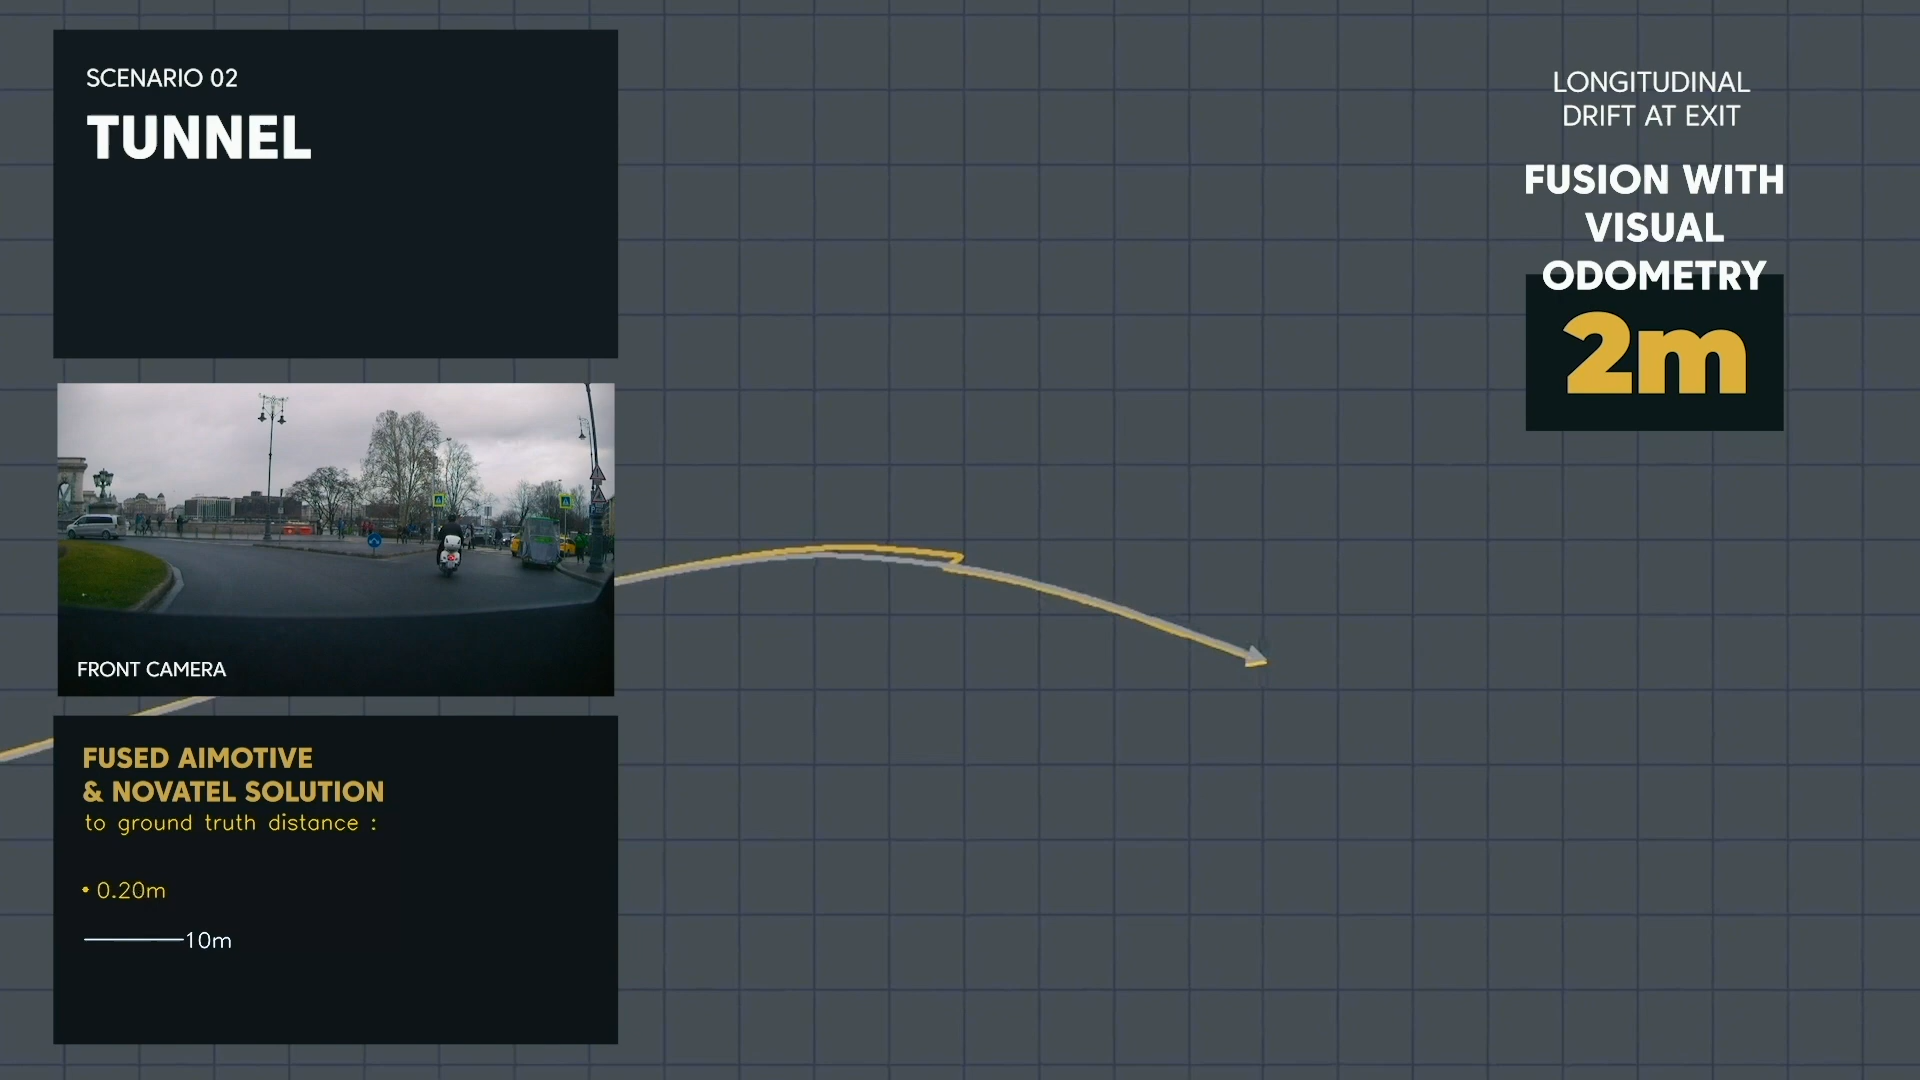 SCENARIO 02
TUNNEL
FRONT CAMERA
FUSED AIMOTIVE
& NOVATEL SOLUTION
to ground truth distance :
• 0.20m
10m
LONGITUDINAL
DRIFT AT EXIT
FUSION WITH
VISUAL
ODOMETRY
2m